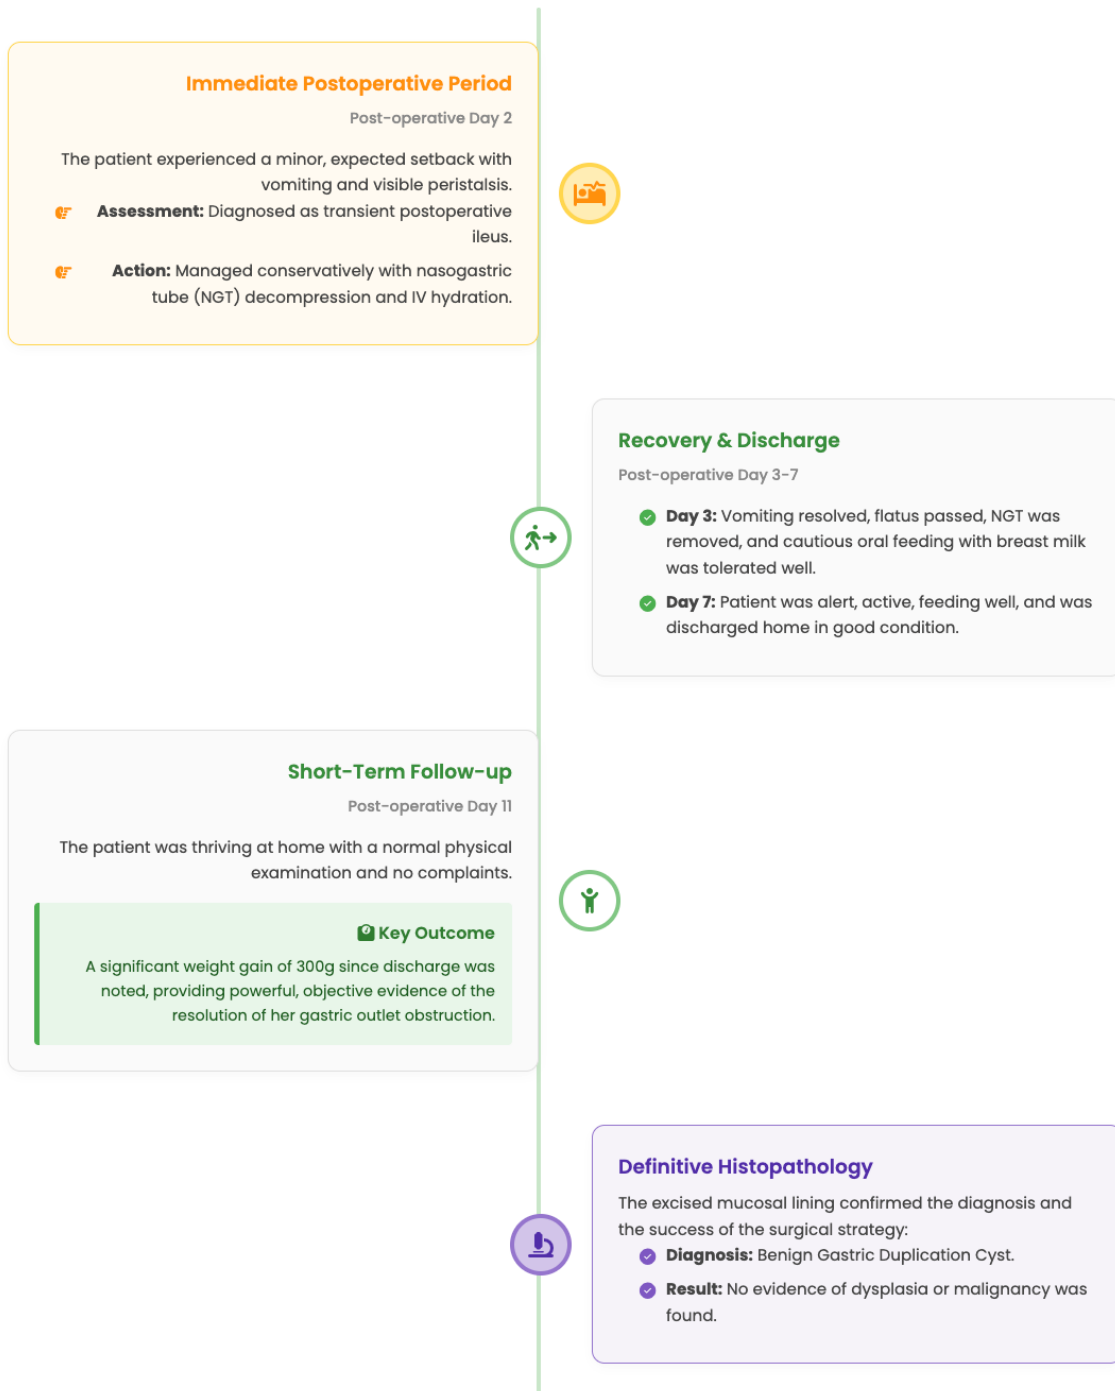 Immediate Postoperative Period
Post-operative Day 2
The patient experienced a minor, expected setback with
vomiting and visible peristalsis.
Assessment: Diagnosed as transient postoperative
ileus.
Action: Managed conservatively with nasogastric
tube (NGT) decompression and IV hydration.
Recovery & Discharge
Post-operative Day 3-7
Day 3: Vomiting resolved, flatus passed, NGT was
removed, and cautious oral feeding with breast milk
was tolerated well.
Day 7: Patient was alert, active, feeding well, and was
discharged home in good condition.
Short-Term Follow-up
Post-operative Day 11
The patient was thriving at home with a normal physical
examination and no complaints.
Key Outcome
A significant weight gain of 300g since discharge was
noted, providing powerful, objective evidence of the
resolution of her gastric outlet obstruction.
Definitive Histopathology
The excised mucosal lining confirmed the diagnosis and
the success of the surgical strategy:
Diagnosis: Benign Gastric Duplication Cyst.
Result: No evidence of dysplasia or malignancy was
found.